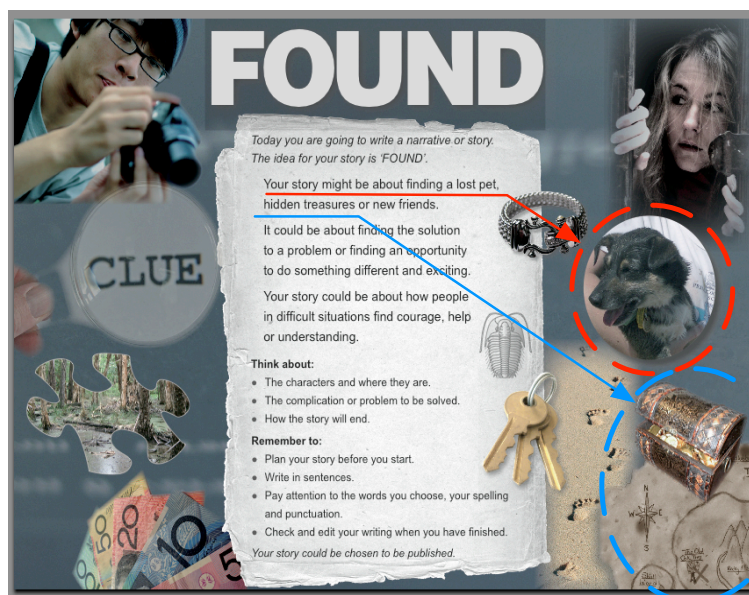 FOUND
Today you are going to write a narrative or story.
The idea for your story is ‘FOUND’.
Your story might be about finding a lost pet,
hidden treasures or new friends.
It could be about finding the solution
to a problem or finding an opportunity
to do something different and exciting.
Your story could be about how people
in difficult situations find courage, help
or understanding.
Think about:
• The characters and where they are.
• The complication or problem to be solved.
• How the story will end.
Remember to:
• Plan your story before you start.
• Write in sentences.
• Pay attention to the words you choose, your spelling
and punctuation.
• Check and edit your writing when you have finished.
Your story could be chosen to be published.
CLUE
50
20
10
5
N
W
E
S